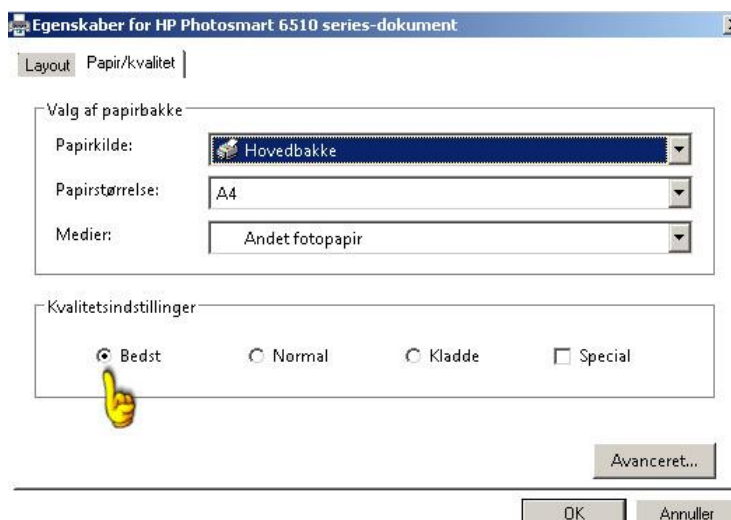 Egenskaber for HP Photosmart 6510 series-dokument
Layout Papir/kvalitet
Valg af papirbakke
Papirkilde: Hovedbakke
Papirstørrelse: A4
Medier: Andet fotopapir
Kvalitetsindstillinger
Bedst Normal Kladde Special
Avanceret...
OK Annuller